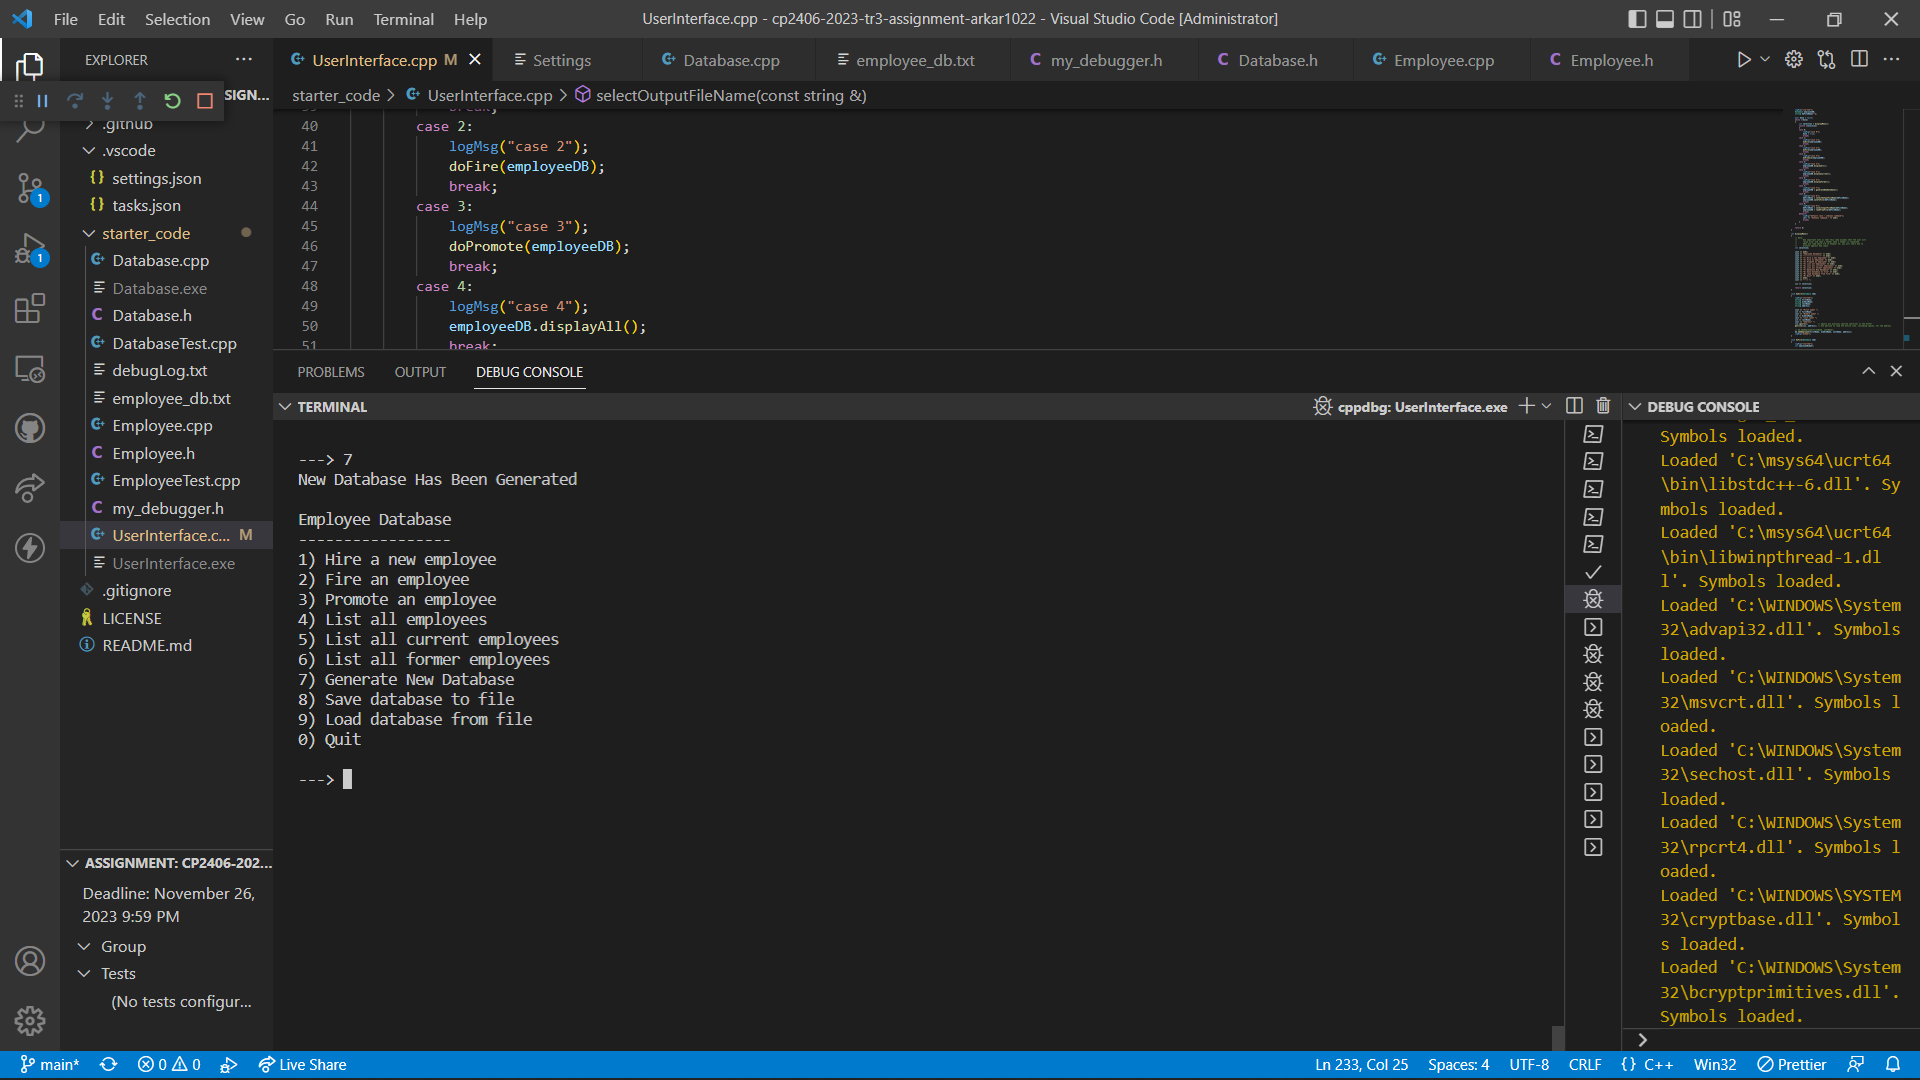 File Edit Selection View Go Run Terminal Help
UserInterface.cpp - cp2406-2023-tr3-assignment-arkar1022 - Visual Studio Code [Administrator]
EXPLORER
UserInterface.cpp M
Settings
Database.cpp
employee_db.txt
my_debugger.h
Database.h
Employee.cpp
Employee.h
SIGN...
starter_code > UserInterface.cpp > selectOutputFileName(const string &)
.github
.vscode
settings.json
tasks.json
starter_code
Database.cpp
Database.exe
Database.h
DatabaseTest.cpp
debugLog.txt
employee_db.txt
Employee.cpp
Employee.h
EmployeeTest.cpp
my_debugger.h
UserInterface.c... M
UserInterface.exe
.gitignore
LICENSE
README.md
ASSIGNMENT: CP2406-202...
Deadline: November 26,
2023 9:59 PM
Group
Tests
(No tests configur...
1
1
40 case 2:
41 logMsg("case 2");
42 doFire(employeeDB);
43 break;
44 case 3:
45 logMsg("case 3");
46 doPromote(employeeDB);
47 break;
48 case 4:
49 logMsg("case 4");
50 employeeDB.displayAll();
51 break;
PROBLEMS OUTPUT DEBUG CONSOLE
TERMINAL
cppdbg: UserInterface.exe
---> 7
New Database Has Been Generated
Employee Database
-----------------
1) Hire a new employee
2) Fire an employee
3) Promote an employee
4) List all employees
5) List all current employees
6) List all former employees
7) Generate New Database
8) Save database to file
9) Load database from file
0) Quit
--->
DEBUG CONSOLE
Symbols loaded.
Loaded 'C:\msys64\ucrt64
\bin\libstdc++-6.dll'. Sy
mbols loaded.
Loaded 'C:\msys64\ucrt64
\bin\libwinpthread-1.dl
l'. Symbols loaded.
Loaded 'C:\WINDOWS\System
32\advapi32.dll'. Symbols
loaded.
Loaded 'C:\WINDOWS\System
32\msvcrt.dll'. Symbols l
oaded.
Loaded 'C:\WINDOWS\System
32\sechost.dll'. Symbols
loaded.
Loaded 'C:\WINDOWS\System
32\rpcrt4.dll'. Symbols l
oaded.
Loaded 'C:\WINDOWS\SYSTEM
32\cryptbase.dll'. Symbol
s loaded.
Loaded 'C:\WINDOWS\System
32\bcryptprimitives.dll'.
Symbols loaded.
main* 0 0 Live Share
Ln 233, Col 25 Spaces: 4 UTF-8 CRLF {} C++ Win32 Prettier